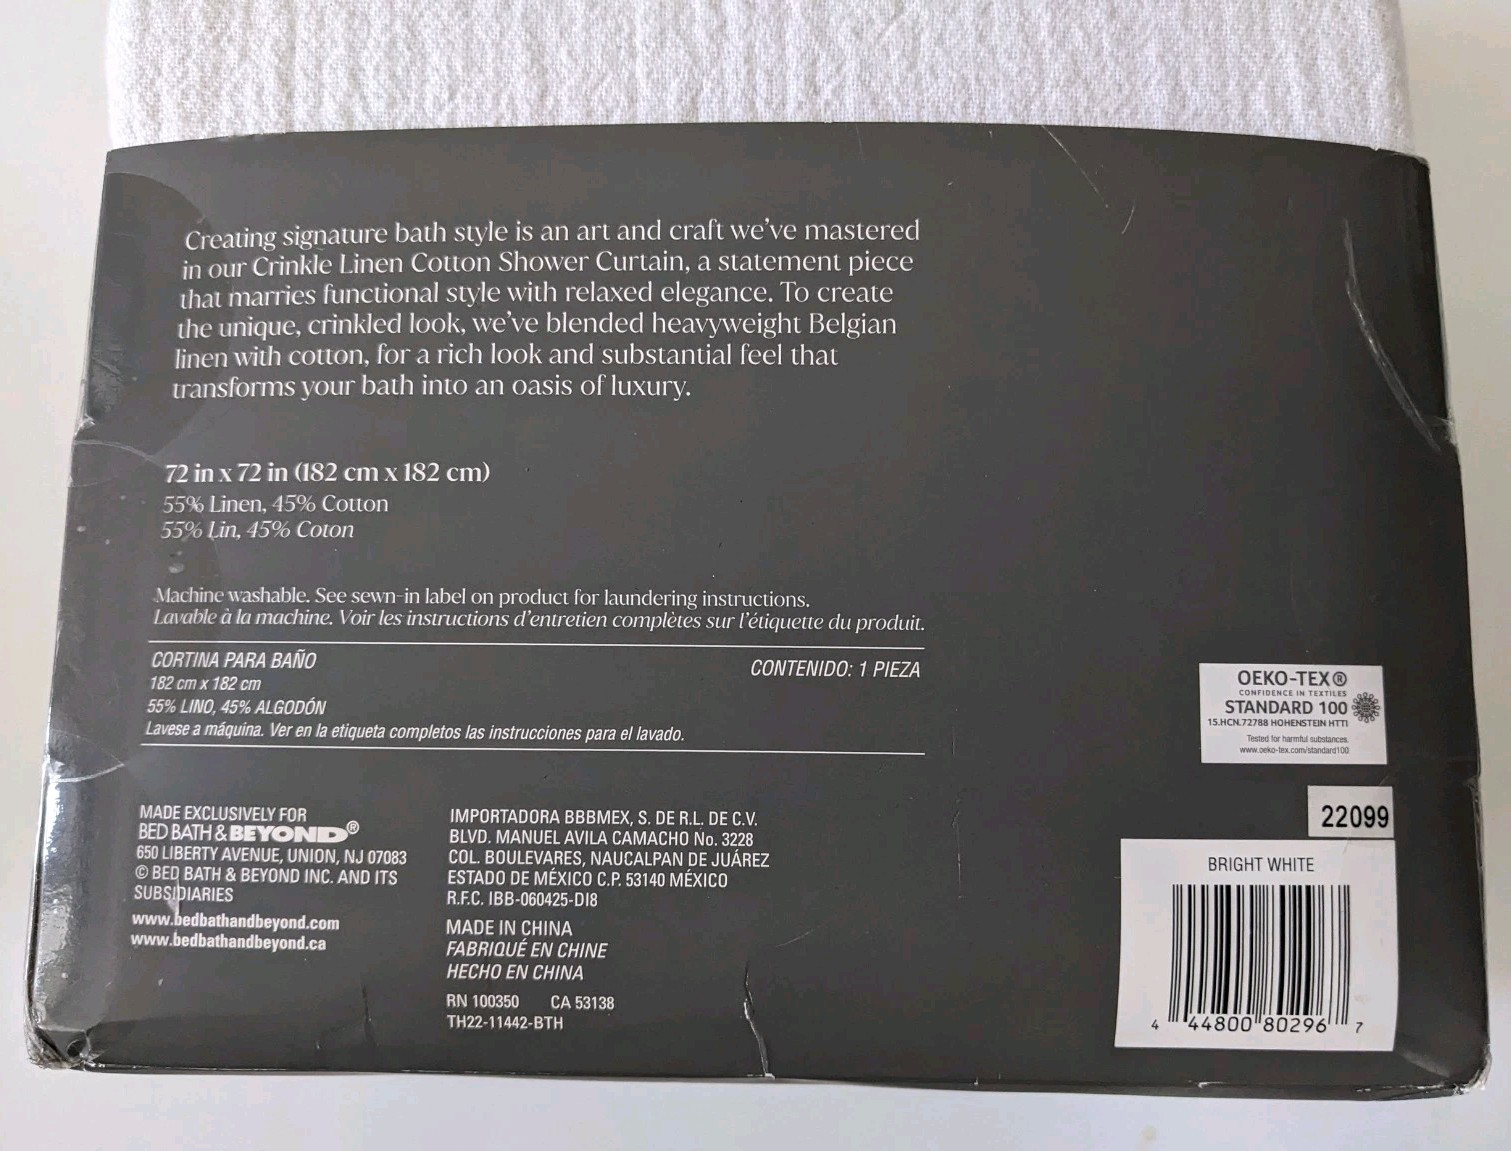 Creating signature bath style is an art and craft we've mastered
in our Crinkle Linen Cotton Shower Curtain, a statement piece
that marries functional style with relaxed elegance. To create
the unique, crinkled look, we've blended heavyweight Belgian
linen with cotton, for a rich look and substantial feel that
transforms your bath into an oasis of luxury.
72 in x 72 in (182 cm x 182 cm)
55% Linen, 45% Cotton
55% Lin, 45% Coton
Machine washable. See sewn-in label on product for laundering instructions.
Lavable à la machine. Voir les instructions d'entretien complètes sur l'étiquette du produit.
CORTINA PARA BAÑO
CONTENIDO: 1 PIEZA
182 cm x 182 cm
55% LINO, 45% ALGODÓN
Lavese a máquina. Ver en la etiqueta completos las instrucciones para el lavado.
MADE EXCLUSIVELY FOR
BED BATH & BEYOND®
650 LIBERTY AVENUE, UNION, NJ 07083
© BED BATH & BEYOND INC. AND ITS
SUBSIDIARIES
www.bedbathandbeyond.com
www.bedbathandbeyond.ca
IMPORTADORA BBBMEX, S. DE R.L. DE C.V.
BLVD. MANUEL AVILA CAMACHO No. 3228
COL. BOULEVARES, NAUCALPAN DE JUÁREZ
ESTADO DE MÉXICO C.P. 53140 MÉXICO
R.F.C. IBB-060425-DI8
MADE IN CHINA
FABRIQUÉ EN CHINE
HECHO EN CHINA
RN 100350 CA 53138
TH22-11442-BTH
OEKO-TEX®
CONFIDENCE IN TEXTILES
STANDARD 100
15.HCN.72788 HOHENSTEIN HTTI
Tested for harmful substances.
www.oeko-tex.com/standard100
22099
BRIGHT WHITE
4 44800 80296 7